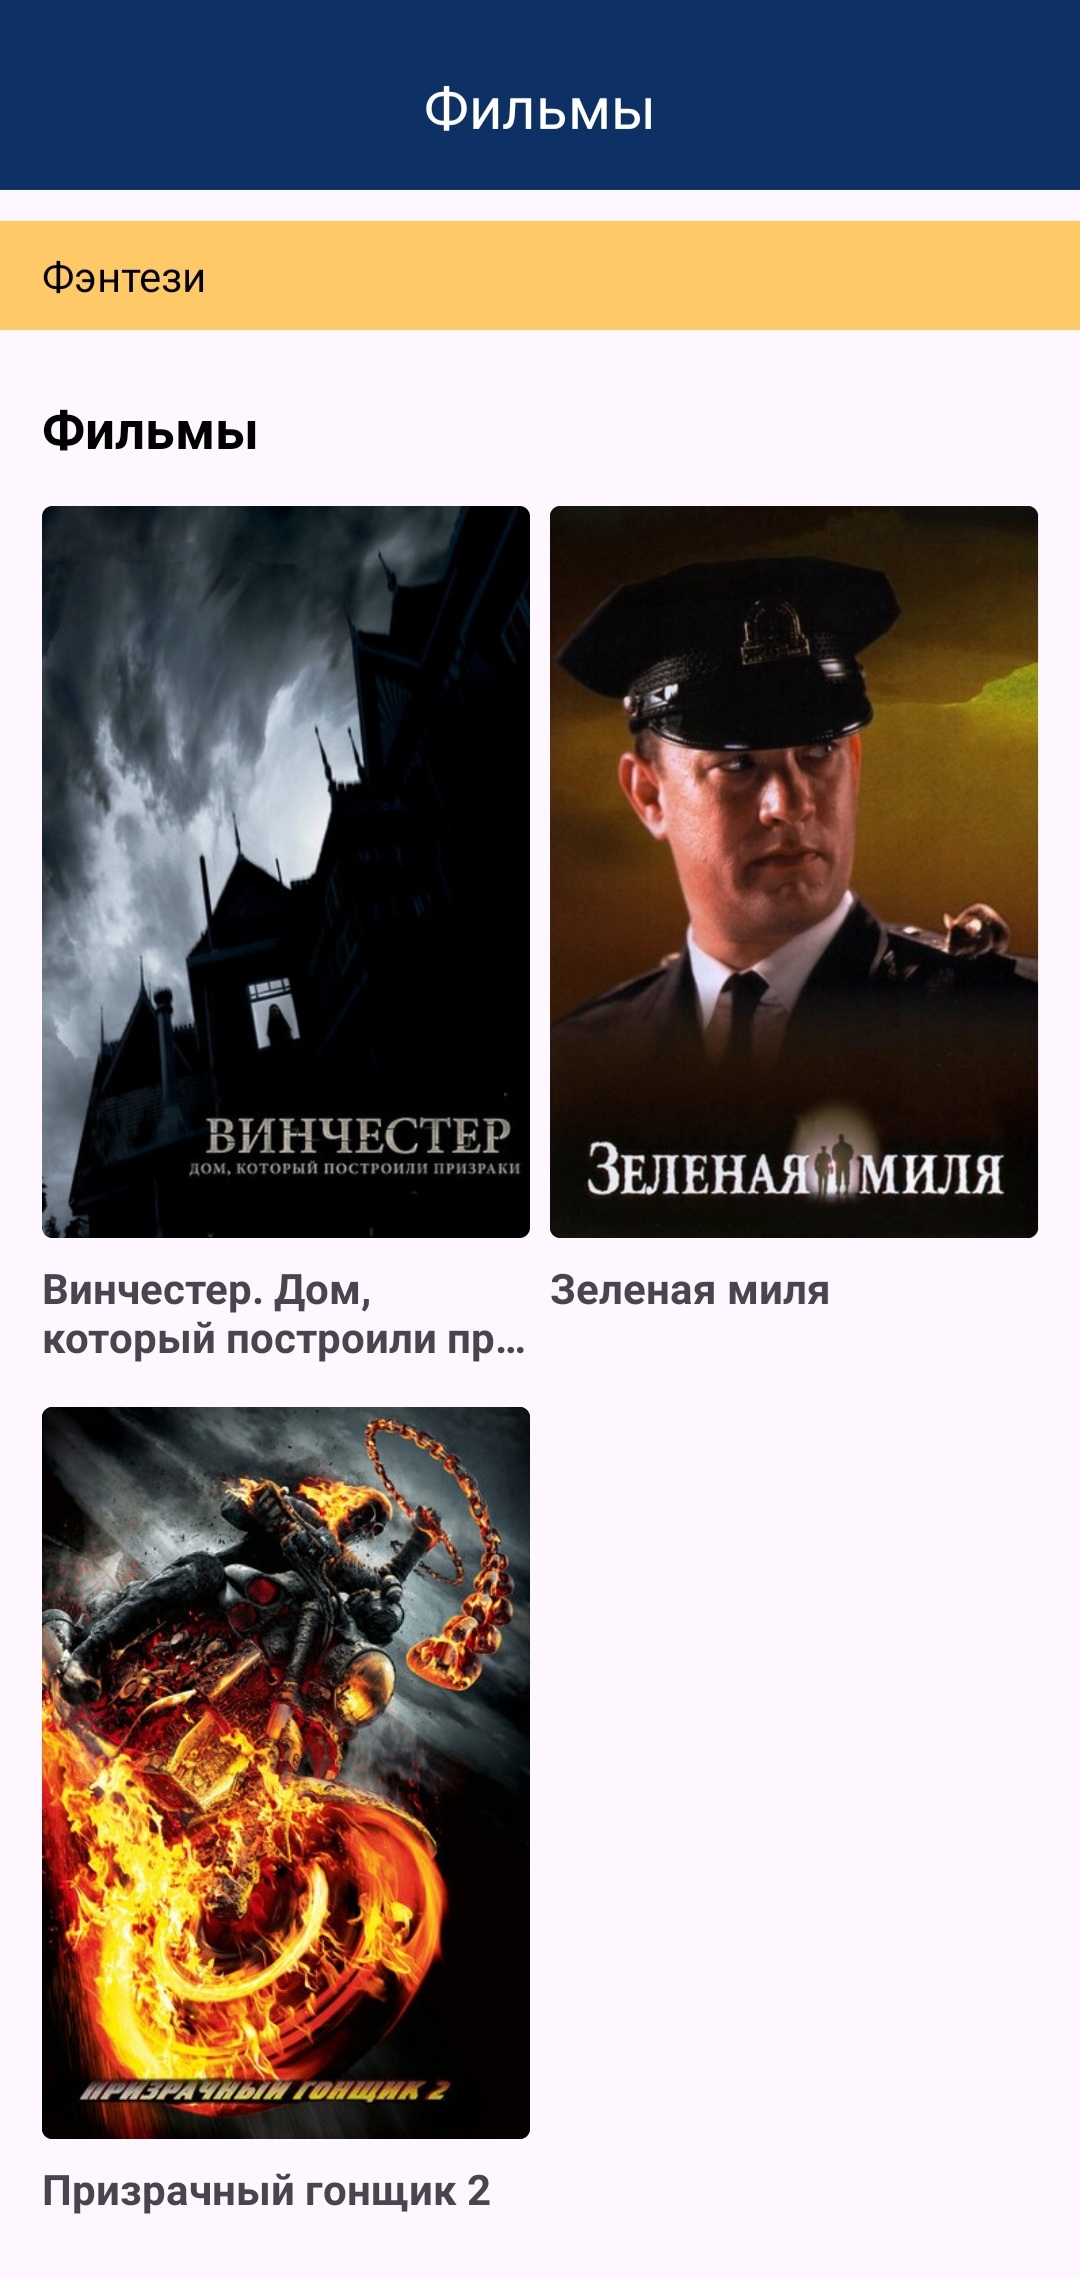 Фильмы
Фэнтези
Фильмы
ВИНЧЕСТЕР
ДОМ, КОТОРЫЙ ПОСТРОИЛИ ПРИЗРАКИ
ЗЕЛЕНАЯ МИЛЯ
Винчестер. Дом,
который построили пр...
Зеленая миля
ПРИЗРАЧНЫЙ ГОНЩИК 2
Призрачный гонщик 2